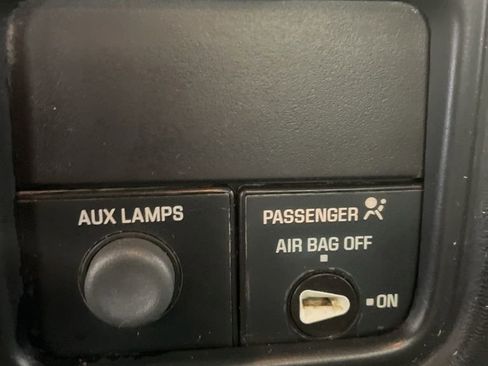 AUX LAMPS
PASSENGER
AIR BAG OFF
ON